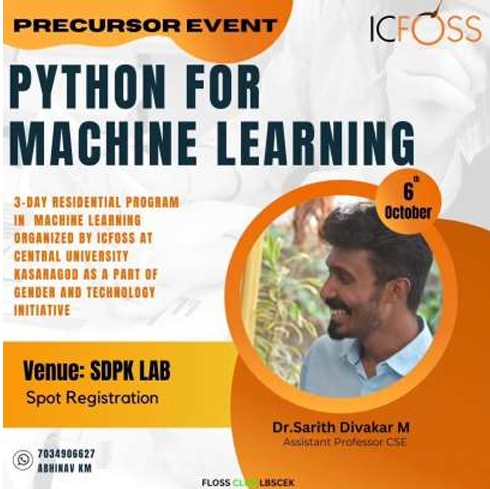 PRECURSOR EVENT
ICFOSS
PYTHON FOR
MACHINE LEARNING
6th
October
3-DAY RESIDENTIAL PROGRAM
IN MACHINE LEARNING
ORGANIZED BY ICFOSS AT
CENTRAL UNIVERSITY
KASARAGOD AS A PART OF
GENDER AND TECHNOLOGY
INITIATIVE
Venue: SDPK LAB
Spot Registration
Dr.Sarith Divakar M
Assistant Professor CSE
7034906627
ABHINAV KM
FLOSS CLUB LBSCEK